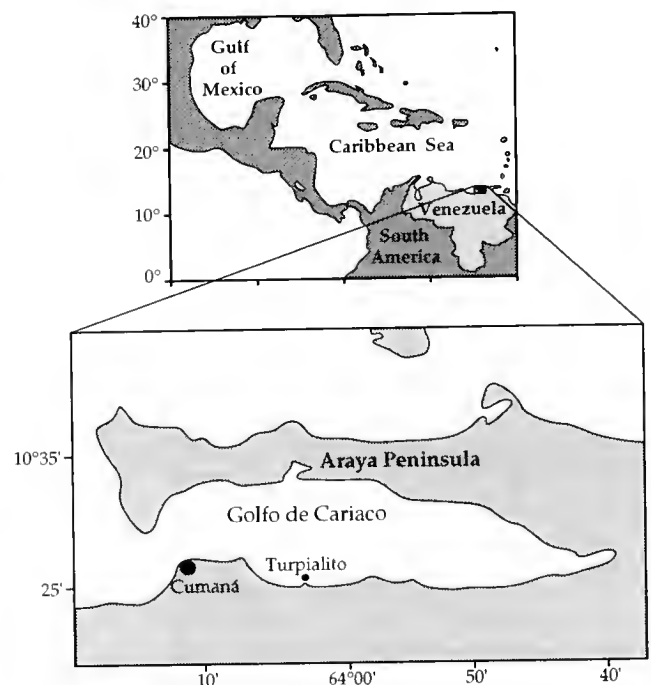 40°
Gulf
of
Mexico
30°
20°
Caribbean Sea
Venezuela
10°
South
America
0°
10°35'
Araya Peninsula
Golfo de Cariaco
Turpialito
Cumaná
25'
10'
64°00'
50'
40'